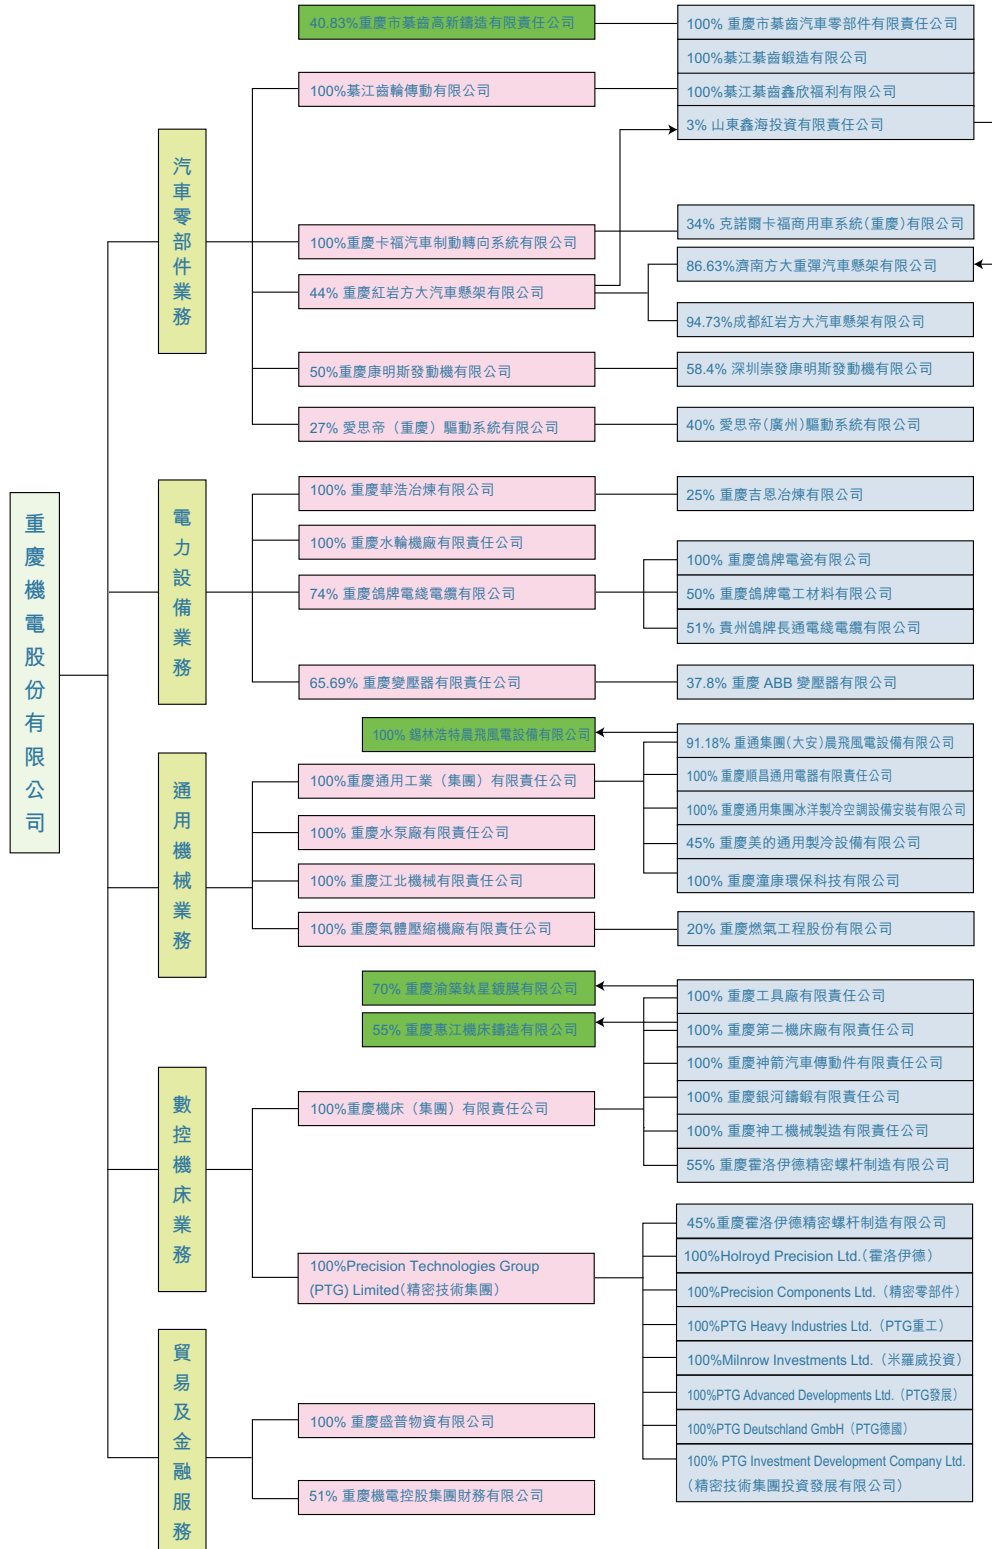 重慶機電股份有限公司
汽車零部件業務
40.83%重慶市綦齒高新鑄造有限責任公司
100% 重慶市綦齒汽車零部件有限責任公司
100%綦江綦齒鍛造有限公司
100%綦江齒輪傳動有限公司
100%綦江綦齒鑫欣福利有限公司
3% 山東鑫海投資有限責任公司
100%重慶卡福汽車制動轉向系統有限公司
34% 克諾爾卡福商用車系統(重慶)有限公司
44% 重慶紅岩方大汽車懸架有限公司
86.63%濟南方大重彈汽車懸架有限公司
94.73%成都紅岩方大汽車懸架有限公司
50%重慶康明斯發動機有限公司
58.4% 深圳崇發康明斯發動機有限公司
27% 愛思帝（重慶）驅動系統有限公司
40% 愛思帝(廣州)驅動系統有限公司
電力設備業務
100% 重慶華浩冶煉有限公司
25% 重慶吉恩冶煉有限公司
100% 重慶水輪機廠有限責任公司
74% 重慶鴿牌電綫電纜有限公司
100% 重慶鴿牌電瓷有限公司
50% 重慶鴿牌電工材料有限公司
51% 貴州鴿牌長通電綫電纜有限公司
65.69% 重慶變壓器有限責任公司
37.8% 重慶 ABB 變壓器有限公司
通用機械業務
100% 錫林浩特晨飛風電設備有限公司
91.18% 重通集團(大安)晨飛風電設備有限公司
100%重慶通用工業（集團）有限責任公司
100% 重慶順昌通用電器有限責任公司
100% 重慶通用集團冰洋製冷空調設備安裝有限公司
45% 重慶美的通用製冷設備有限公司
100% 重慶潼康環保科技有限公司
100% 重慶水泵廠有限責任公司
100% 重慶江北機械有限責任公司
100% 重慶氣體壓縮機廠有限責任公司
20% 重慶燃氣工程股份有限公司
數控機床業務
70% 重慶渝築鈦星鍍膜有限公司
55% 重慶惠江機床鑄造有限公司
100%重慶機床（集團）有限責任公司
100% 重慶工具廠有限責任公司
100% 重慶第二機床廠有限責任公司
100% 重慶神箭汽車傳動件有限責任公司
100% 重慶銀河鑄鍛有限責任公司
100% 重慶神工機械製造有限責任公司
55% 重慶霍洛伊德精密螺杆制造有限公司
100%Precision Technologies Group
(PTG) Limited(精密技術集團)
45%重慶霍洛伊德精密螺杆制造有限公司
100%Holroyd Precision Ltd.(霍洛伊德)
100%Precision Components Ltd.（精密零部件）
100%PTG Heavy Industries Ltd.（PTG重工）
100%Milnrow Investments Ltd.（米羅威投資）
100%PTG Advanced Developments Ltd.（PTG發展）
100%PTG Deutschland GmbH（PTG德國）
100% PTG Investment Development Company Ltd.
（精密技術集團投資發展有限公司）
貿易及金融服務
100% 重慶盛普物資有限公司
51% 重慶機電控股集團財務有限公司